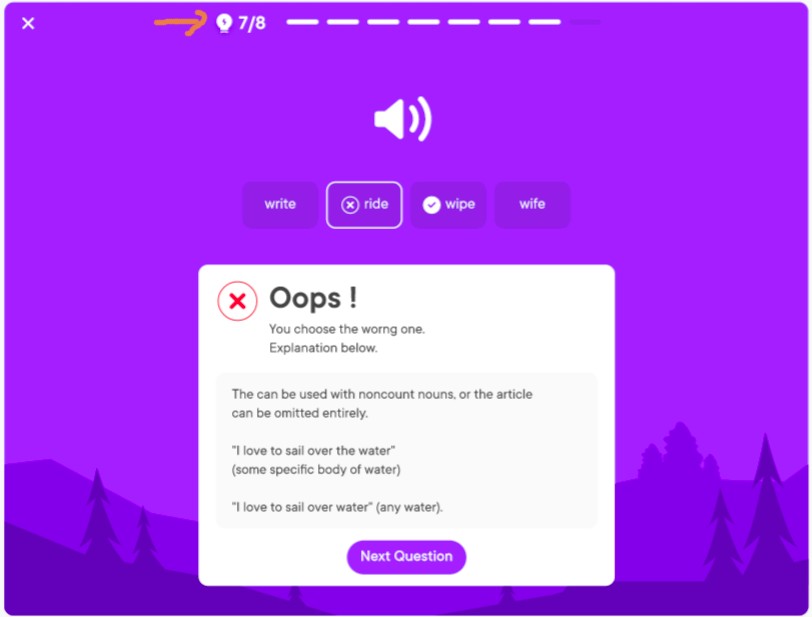 7/8
write ride wipe wife
Oops !
You choose the worng one.
Explanation below.
The can be used with noncount nouns, or the article
can be omitted entirely.
"I love to sail over the water"
(some specific body of water)
"I love to sail over water" (any water).
Next Question